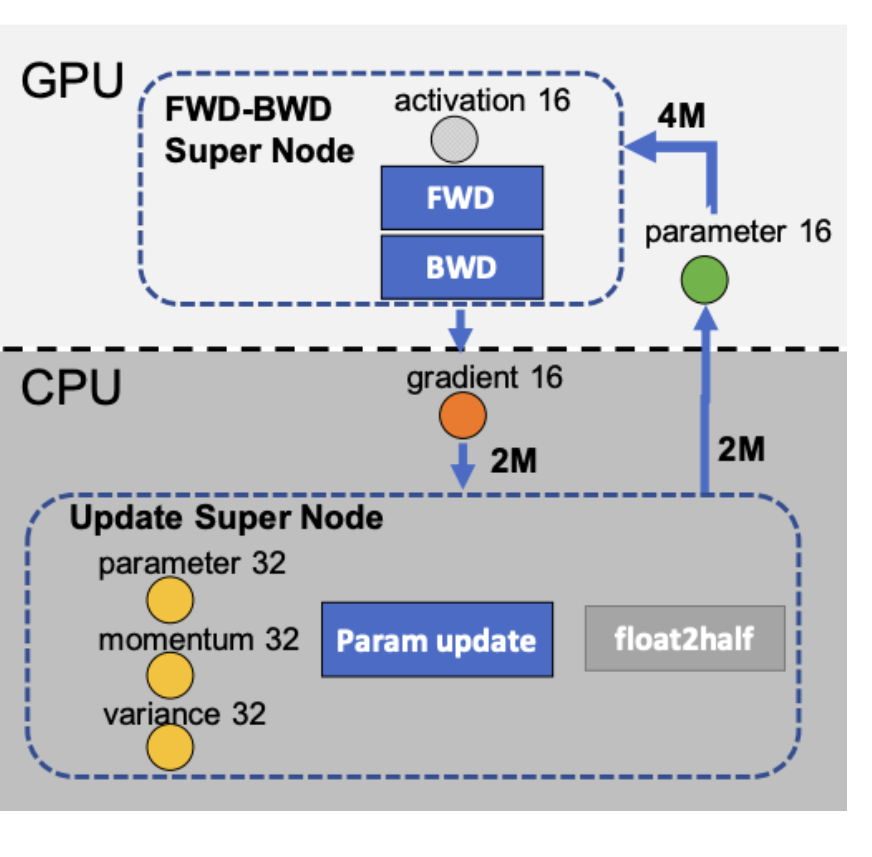 GPU
FWD-BWD
Super Node
activation 16
FWD
BWD
4M
parameter 16
CPU
gradient 16
2M
2M
Update Super Node
parameter 32
momentum 32
variance 32
Param update
float2half